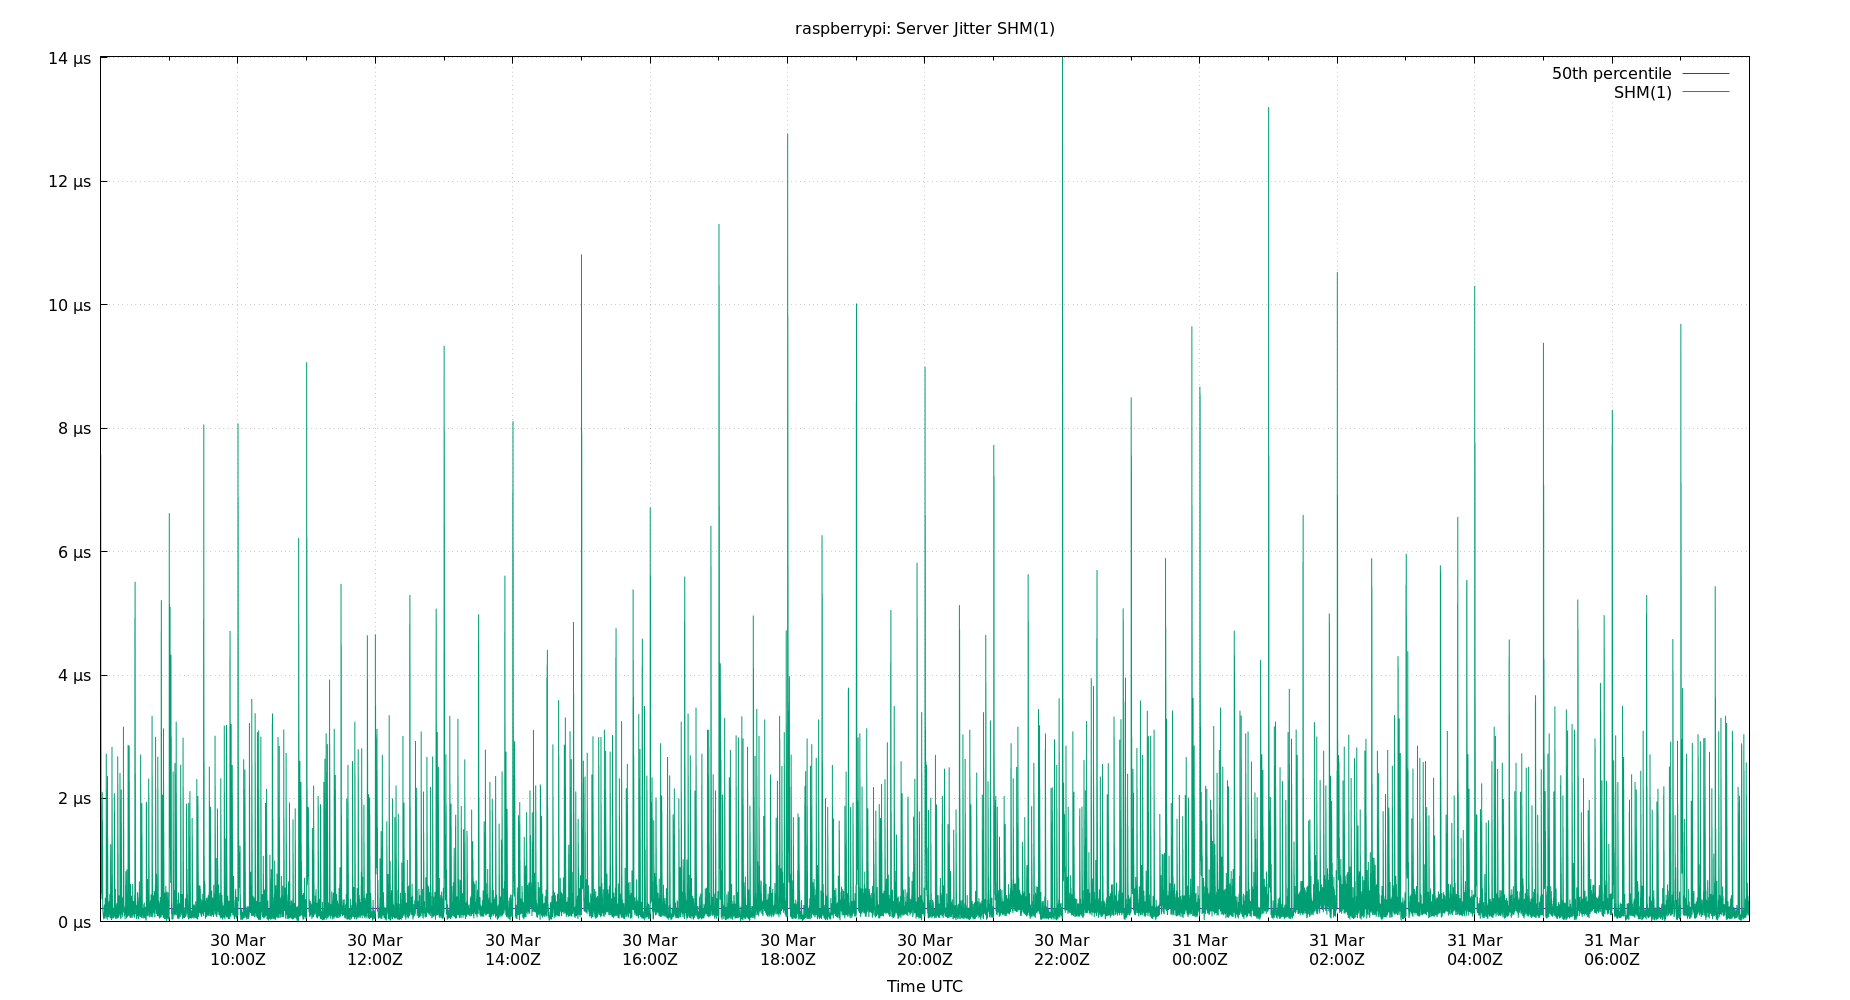 raspberrypi: Server Jitter SHM(1)
14 µs
12 µs
10 µs
8 µs
6 µs
4 µs
2 µs
0 µs
50th percentile
SHM(1)
30 Mar
10:00Z
30 Mar
12:00Z
30 Mar
14:00Z
30 Mar
16:00Z
30 Mar
18:00Z
30 Mar
20:00Z
30 Mar
22:00Z
31 Mar
00:00Z
31 Mar
02:00Z
31 Mar
04:00Z
31 Mar
06:00Z
Time UTC